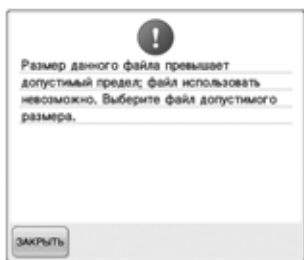 Размер данного файла превышает
допустимый предел; файл использовать
невозможно. Выберите файл допустимого
размера.
ЗАКРЫТЬ